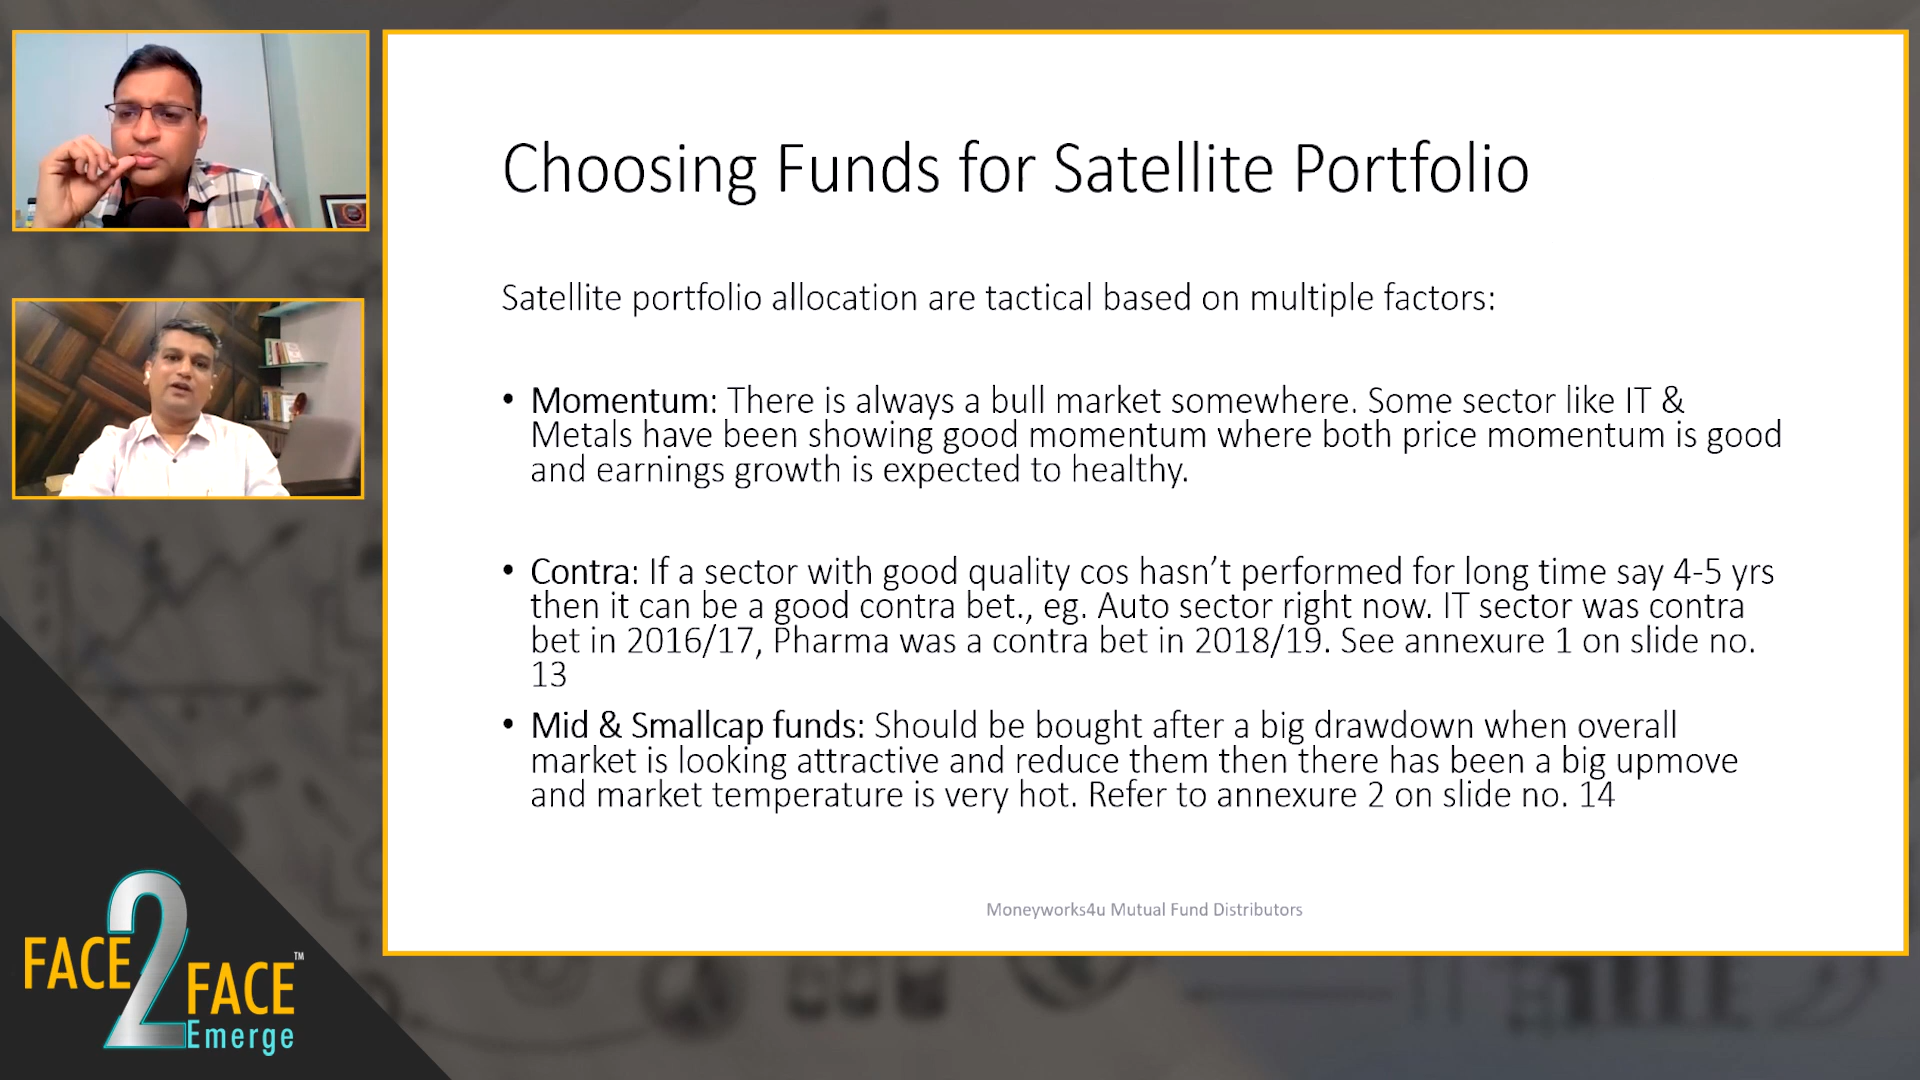 Choosing Funds for Satellite Portfolio
Satellite portfolio allocation are tactical based on multiple factors:
• Momentum: There is always a bull market somewhere. Some sector like IT &
Metals have been showing good momentum where both price momentum is good
and earnings growth is expected to healthy.
• Contra: If a sector with good quality cos hasn't performed for long time say 4-5 yrs
then it can be a good contra bet., eg. Auto sector right now. IT sector was contra
bet in 2016/17, Pharma was a contra bet in 2018/19. See annexure 1 on slide no.
13
• Mid & Smallcap funds: Should be bought after a big drawdown when overall
market is looking attractive and reduce them then there has been a big upmove
and market temperature is very hot. Refer to annexure 2 on slide no. 14
Moneyworks4u Mutual Fund Distributors
FACE 2 FACE™
Emerge